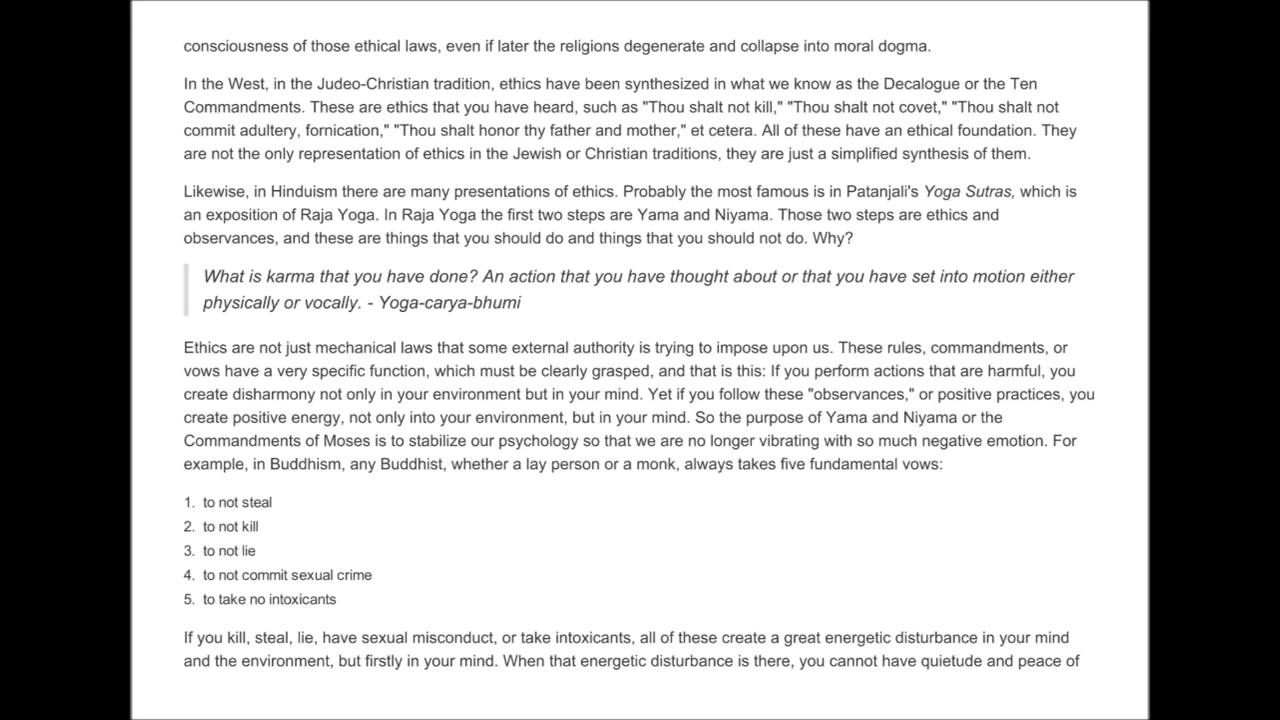 consciousness of those ethical laws, even if later the religions degenerate and collapse into moral dogma.
In the West, in the Judeo-Christian tradition, ethics have been synthesized in what we know as the Decalogue or the Ten
Commandments. These are ethics that you have heard, such as "Thou shalt not kill," "Thou shalt not covet," "Thou shalt not
commit adultery, fornication," "Thou shalt honor thy father and mother," et cetera. All of these have an ethical foundation. They
are not the only representation of ethics in the Jewish or Christian traditions, they are just a simplified synthesis of them.
Likewise, in Hinduism there are many presentations of ethics. Probably the most famous is in Patanjali's Yoga Sutras, which is
an exposition of Raja Yoga. In Raja Yoga the first two steps are Yama and Niyama. Those two steps are ethics and
observances, and these are things that you should do and things that you should not do. Why?
What is karma that you have done? An action that you have thought about or that you have set into motion either
physically or vocally. - Yoga-carya-bhumi
Ethics are not just mechanical laws that some external authority is trying to impose upon us. These rules, commandments, or
vows have a very specific function, which must be clearly grasped, and that is this: If you perform actions that are harmful, you
create disharmony not only in your environment but in your mind. Yet if you follow these "observances," or positive practices, you
create positive energy, not only into your environment, but in your mind. So the purpose of Yama and Niyama or the
Commandments of Moses is to stabilize our psychology so that we are no longer vibrating with so much negative emotion. For
example, in Buddhism, any Buddhist, whether a lay person or a monk, always takes five fundamental vows:
1. to not steal
2. to not kill
3. to not lie
4. to not commit sexual crime
5. to take no intoxicants
If you kill, steal, lie, have sexual misconduct, or take intoxicants, all of these create a great energetic disturbance in your mind
and the environment, but firstly in your mind. When that energetic disturbance is there, you cannot have quietude and peace of